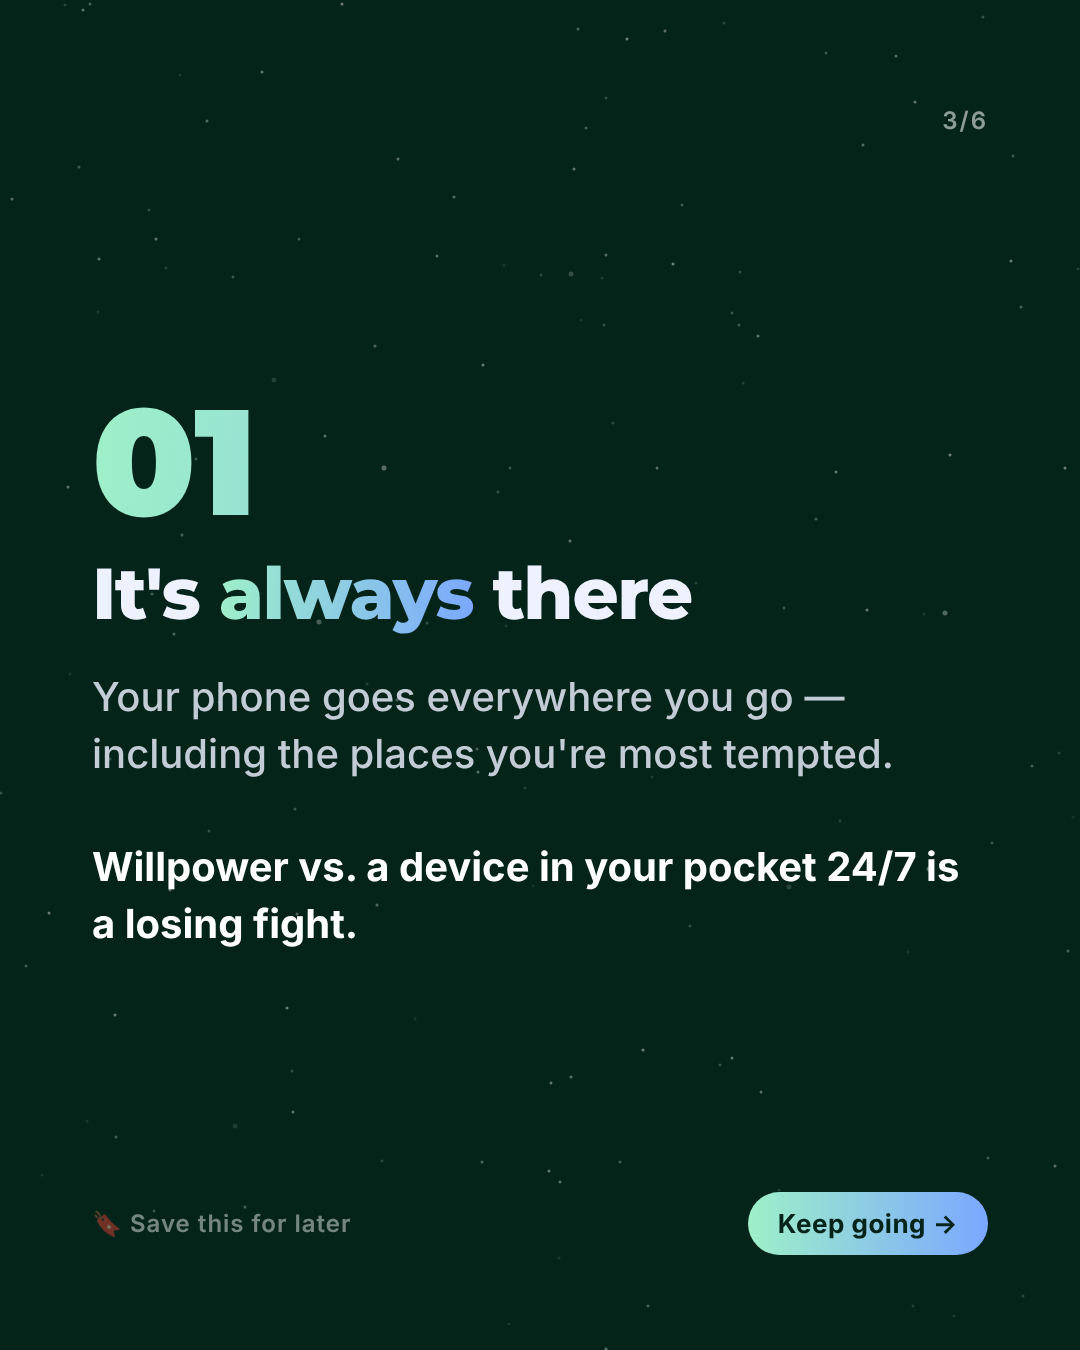 3/6
01
It's always there
Your phone goes everywhere you go —
including the places you're most tempted.
Willpower vs. a device in your pocket 24/7 is
a losing fight.
🔖 Save this for later
Keep going →